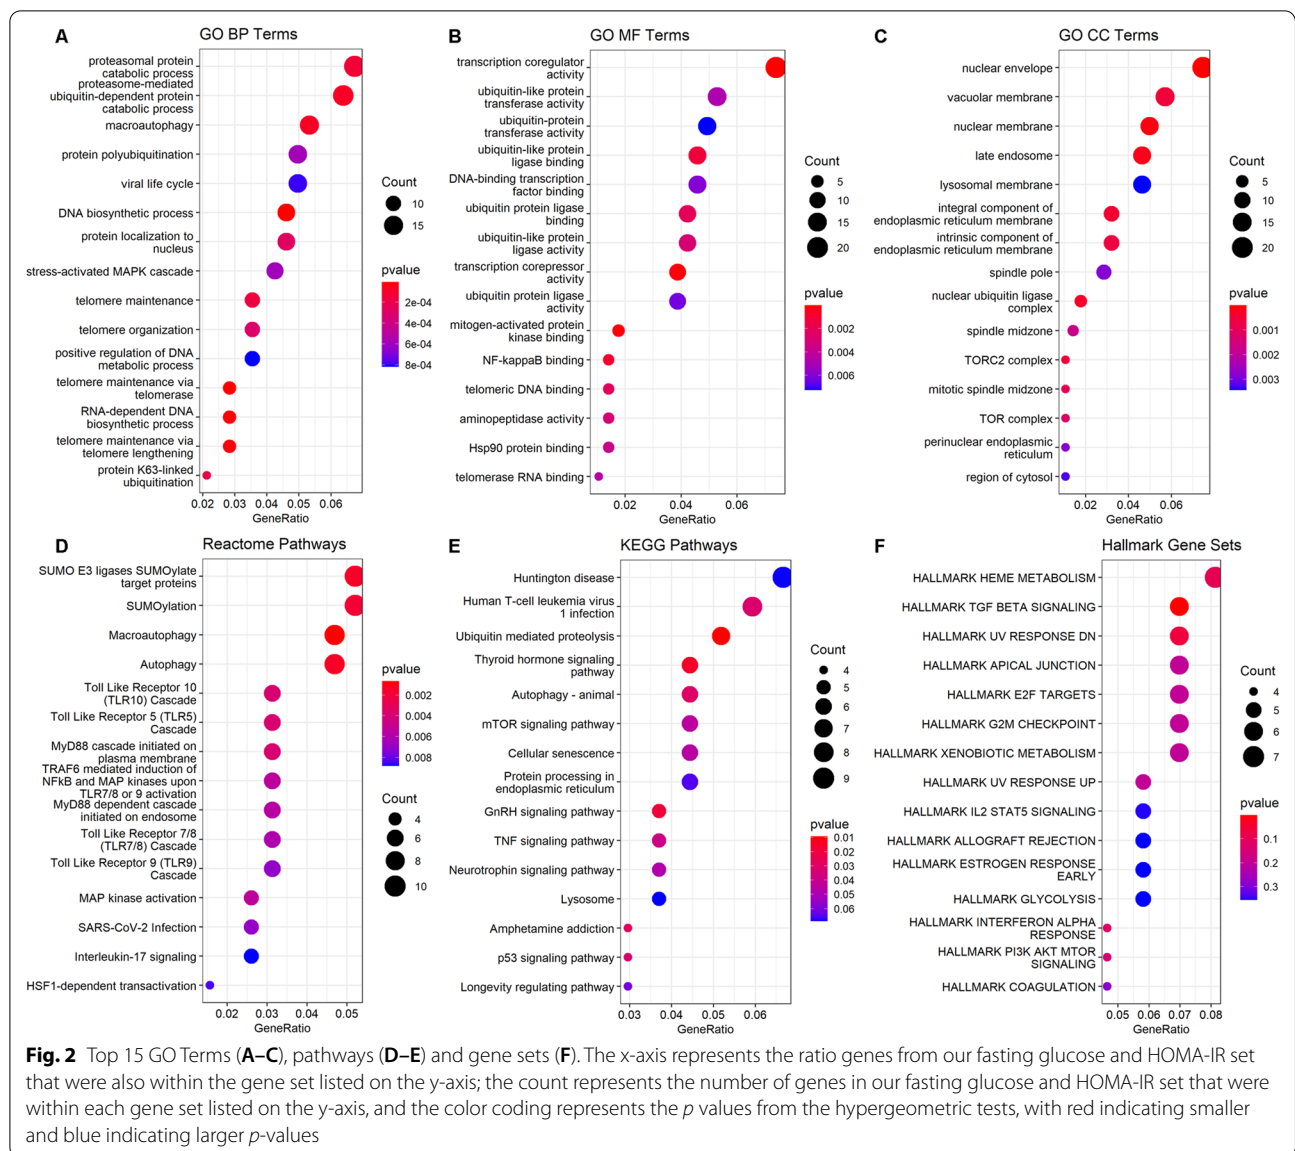 A
GO BP Terms
proteasomal protein
catabolic process
proteasome-mediated
ubiquitin-dependent protein
catabolic process
macroautophagy
protein polyubiquitination
viral life cycle
DNA biosynthetic process
protein localization to
nucleus
stress-activated MAPK cascade
telomere maintenance
telomere organization
positive regulation of DNA
metabolic process
telomere maintenance via
telomerase
RNA-dependent DNA
biosynthetic process
telomere maintenance via
telomere lengthening
protein K63-linked
ubiquitination
0.02 0.03 0.04 0.05 0.06
GeneRatio
Count
10
15
pvalue
2e-04
4e-04
6e-04
8e-04
B
GO MF Terms
transcription coregulator
activity
ubiquitin-like protein
transferase activity
ubiquitin-protein
transferase activity
ubiquitin-like protein
ligase binding
DNA-binding transcription
factor binding
ubiquitin protein ligase
binding
ubiquitin-like protein
ligase activity
transcription corepressor
activity
ubiquitin protein ligase
activity
mitogen-activated protein
kinase binding
NF-kappaB binding
telomeric DNA binding
aminopeptidase activity
Hsp90 protein binding
telomerase RNA binding
0.02 0.04 0.06
GeneRatio
Count
5
10
15
20
pvalue
0.002
0.004
0.006
C
GO CC Terms
nuclear envelope
vacuolar membrane
nuclear membrane
late endosome
lysosomal membrane
integral component of
endoplasmic reticulum membrane
intrinsic component of
endoplasmic reticulum membrane
spindle pole
nuclear ubiquitin ligase
complex
spindle midzone
TORC2 complex
mitotic spindle midzone
TOR complex
perinuclear endoplasmic
reticulum
region of cytosol
0.02 0.04 0.06
GeneRatio
Count
5
10
15
20
pvalue
0.001
0.002
0.003
D
Reactome Pathways
SUMO E3 ligases SUMOylate
target proteins
SUMOylation
Macroautophagy
Autophagy
Toll Like Receptor 10
(TLR10) Cascade
Toll Like Receptor 5 (TLR5)
Cascade
MyD88 cascade initiated on
plasma membrane
TRAF6 mediated induction of
NFkB and MAP kinases upon
TLR7/8 or 9 activation
MyD88 dependent cascade
initiated on endosome
Toll Like Receptor 7/8
(TLR7/8) Cascade
Toll Like Receptor 9 (TLR9)
Cascade
MAP kinase activation
SARS-CoV-2 Infection
Interleukin-17 signaling
HSF1-dependent transactivation
0.02 0.03 0.04 0.05
GeneRatio
pvalue
0.002
0.004
0.006
0.008
Count
4
6
8
10
E
KEGG Pathways
Huntington disease
Human T-cell leukemia virus
1 infection
Ubiquitin mediated proteolysis
Thyroid hormone signaling
pathway
Autophagy - animal
mTOR signaling pathway
Cellular senescence
Protein processing in
endoplasmic reticulum
GnRH signaling pathway
TNF signaling pathway
Neurotrophin signaling pathway
Lysosome
Amphetamine addiction
p53 signaling pathway
Longevity regulating pathway
0.03 0.04 0.05 0.06
GeneRatio
Count
4
5
6
7
8
9
pvalue
0.01
0.02
0.03
0.04
0.05
0.06
F
Hallmark Gene Sets
HALLMARK HEME METABOLISM
HALLMARK TGF BETA SIGNALING
HALLMARK UV RESPONSE DN
HALLMARK APICAL JUNCTION
HALLMARK E2F TARGETS
HALLMARK G2M CHECKPOINT
HALLMARK XENOBIOTIC METABOLISM
HALLMARK UV RESPONSE UP
HALLMARK IL2 STAT5 SIGNALING
HALLMARK ALLOGRAFT REJECTION
HALLMARK ESTROGEN RESPONSE
EARLY
HALLMARK GLYCOLYSIS
HALLMARK INTERFERON ALPHA
RESPONSE
HALLMARK PI3K AKT MTOR
SIGNALING
HALLMARK COAGULATION
0.05 0.06 0.07 0.08
GeneRatio
Count
4
5
6
7
pvalue
0.1
0.2
0.3
Fig. 2 Top 15 GO Terms (A–C), pathways (D–E) and gene sets (F). The x-axis represents the ratio genes from our fasting glucose and HOMA-IR set
that were also within the gene set listed on the y-axis; the count represents the number of genes in our fasting glucose and HOMA-IR set that were
within each gene set listed on the y-axis, and the color coding represents the p values from the hypergeometric tests, with red indicating smaller
and blue indicating larger p-values